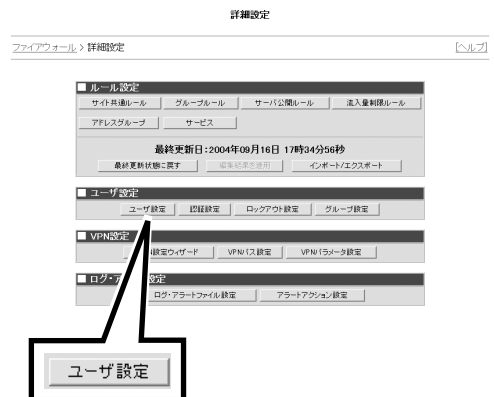 詳細設定
ファイアウォール > 詳細設定 [ヘルプ]
■ ルール設定
サイト共通ルール グループルール サーバ公開ルール 流入量制限ルール
アドレスグループ サービス
最終更新日:2004年09月16日 17時34分56秒
最終更新状態に戻す 編集結果を適用 インポート/エクスポート
■ ユーザ設定
ユーザ設定 認証設定 ロックアウト設定 グループ設定
■ VPN設定
設定ウィザード VPNパス設定 VPNパラメータ設定
■ ログ・ア 設定
ログ・アラートファイル設定 アラートアクション設定
ユーザ設定